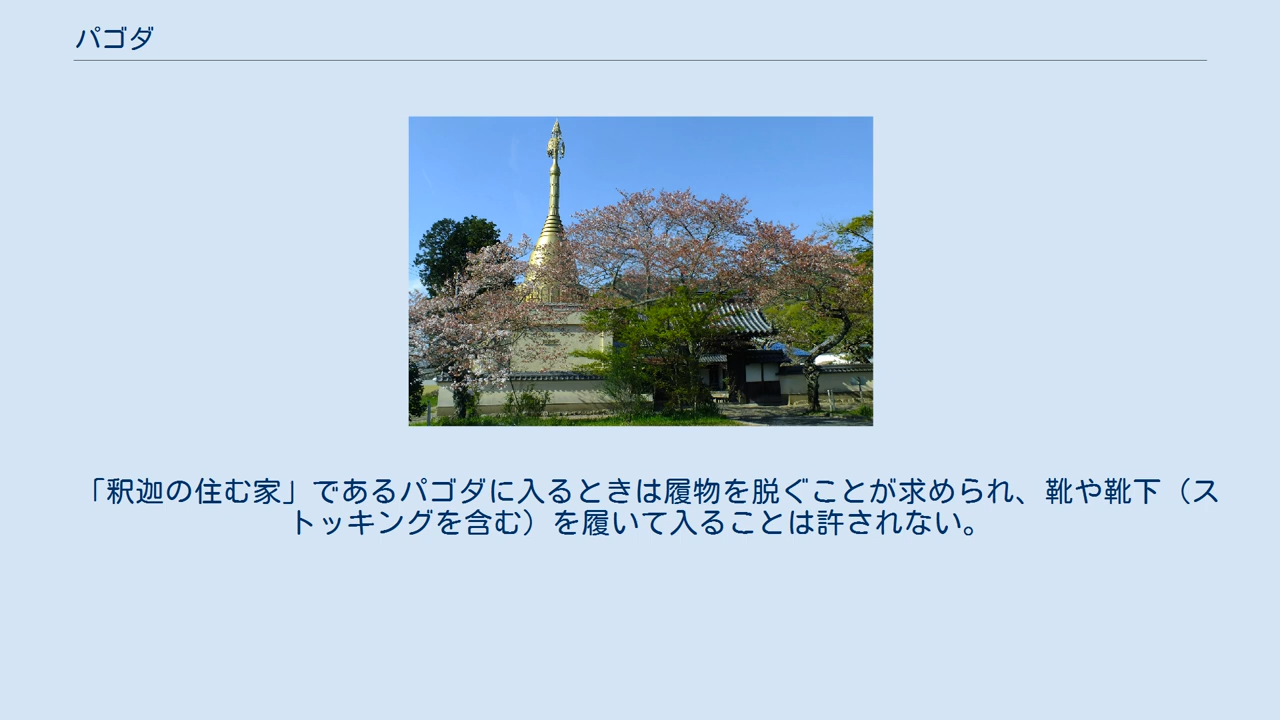 パゴダ
「釈迦の住む家」であるパゴダに入るときは履物を脱ぐことが求められ、靴や靴下（ス
トッキングを含む）を履いて入ることは許されない。